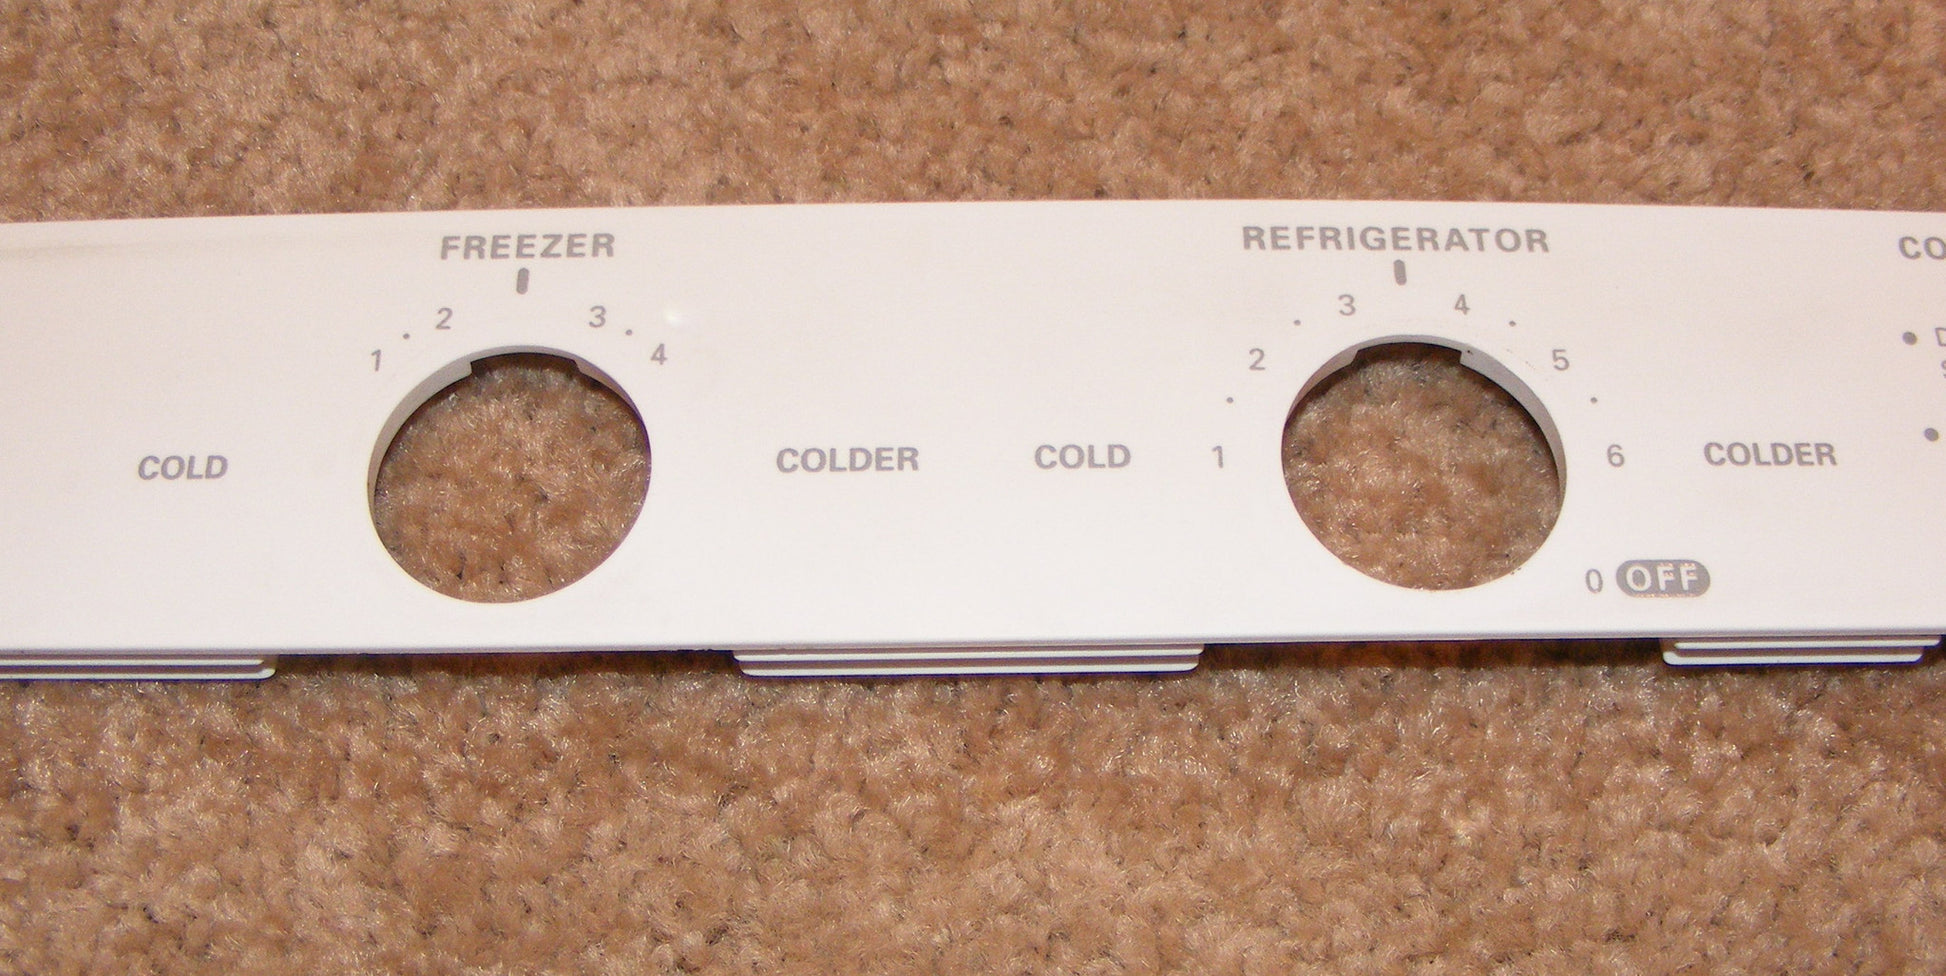 FREEZER
1 . 2 3 . 4
COLD COLDER
REFRIGERATOR
1 . 2 . 3 4 . 5 . 6
COLD COLDER
0 OFF